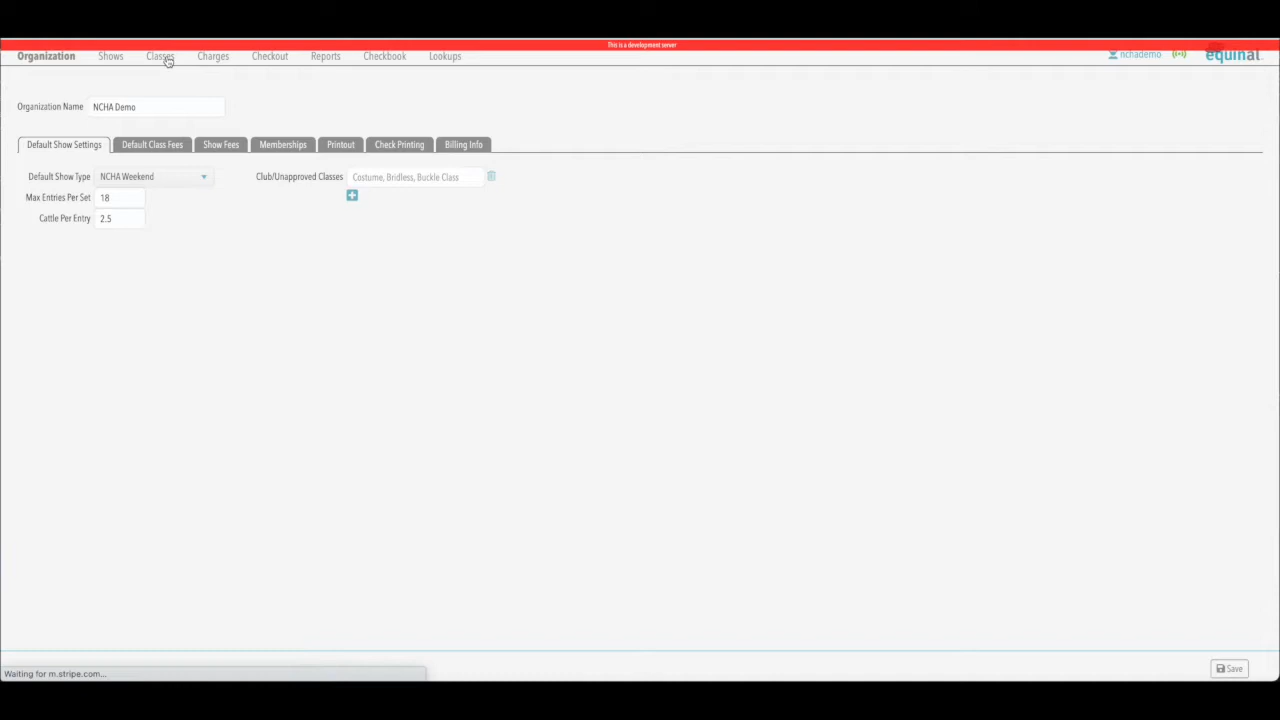 This is a development server
Organization Shows Classes Charges Checkout Reports Checkbook Lookups nchademo equinal
Organization Name NCHA Demo
Default Show Settings Default Class Fees Show Fees Memberships Printout Check Printing Billing Info
Default Show Type NCHA Weekend Club/Unapproved Classes Costume, Bridless, Buckle Class
Max Entries Per Set 18
Cattle Per Entry 2.5
Save
Waiting for m.stripe.com...